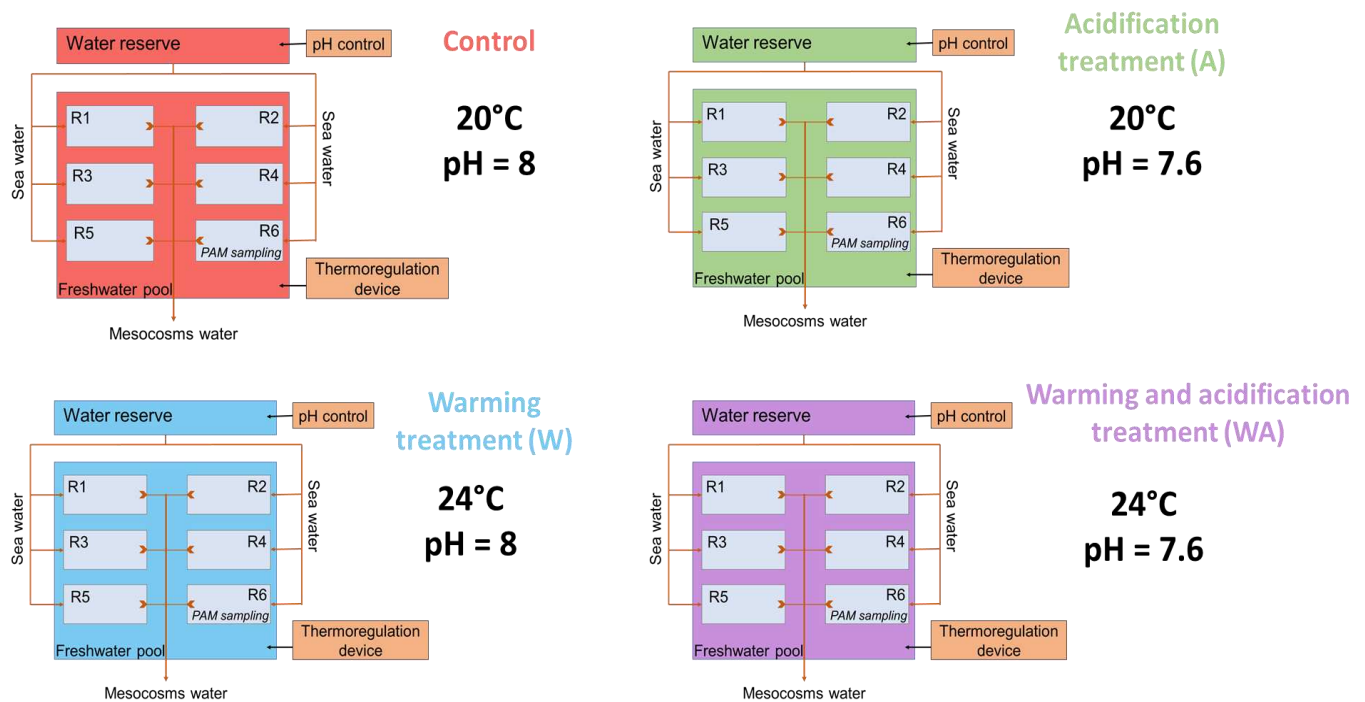 Water reserve
pH control
Control
R1
R2
20°C
pH = 8
Sea water
Sea water
R3
R4
R5
R6
PAM sampling
Thermoregulation
device
Freshwater pool
Mesocosms water
Water reserve
pH control
Acidification
treatment (A)
R1
R2
20°C
pH = 7.6
Sea water
Sea water
R3
R4
R5
R6
PAM sampling
Thermoregulation
device
Freshwater pool
Mesocosms water
Water reserve
pH control
Warming
treatment (W)
R1
R2
24°C
pH = 8
Sea water
Sea water
R3
R4
R5
R6
PAM sampling
Thermoregulation
device
Freshwater pool
Mesocosms water
Water reserve
pH control
Warming and acidification
treatment (WA)
R1
R2
24°C
pH = 7.6
Sea water
Sea water
R3
R4
R5
R6
PAM sampling
Thermoregulation
device
Freshwater pool
Mesocosms water